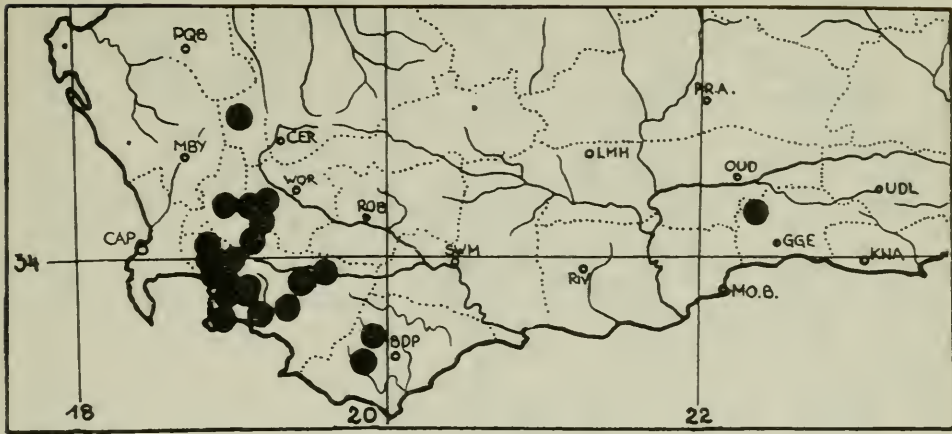 PQB
P.R.A.
CER
LMH
MBY
OUD
WOR
UDL
ROB
CAP
GGE
SWM
34
KNA
RIV
MO.B.
BDP
18
20
22